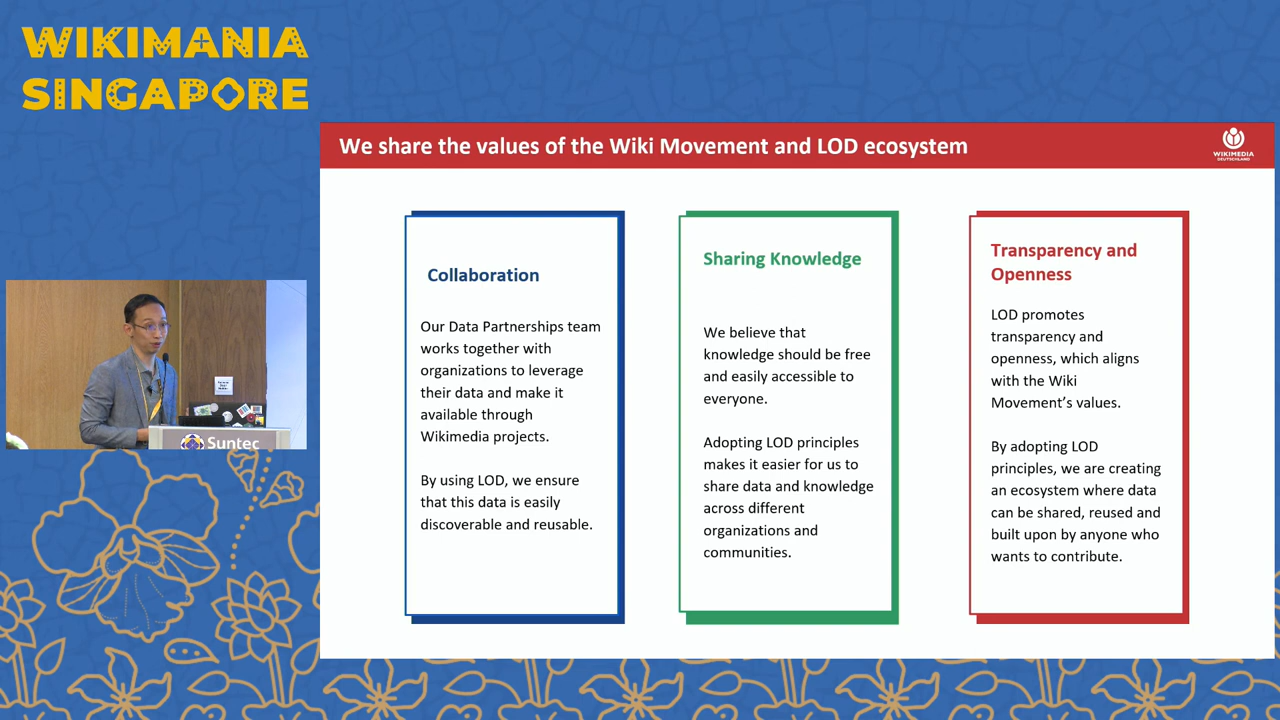 WIKIMANIA
SINGAPORE
We share the values of the Wiki Movement and LOD ecosystem
WIKIMEDIA
DEUTSCHLAND
Collaboration
Our Data Partnerships team
works together with
organizations to leverage
their data and make it
available through
Wikimedia projects.
By using LOD, we ensure
that this data is easily
discoverable and reusable.
Sharing Knowledge
We believe that
knowledge should be free
and easily accessible to
everyone.
Adopting LOD principles
makes it easier for us to
share data and knowledge
across different
organizations and
communities.
Transparency and
Openness
LOD promotes
transparency and
openness, which aligns
with the Wiki
Movement's values.
By adopting LOD
principles, we are creating
an ecosystem where data
can be shared, reused and
built upon by anyone who
wants to contribute.
Suntec